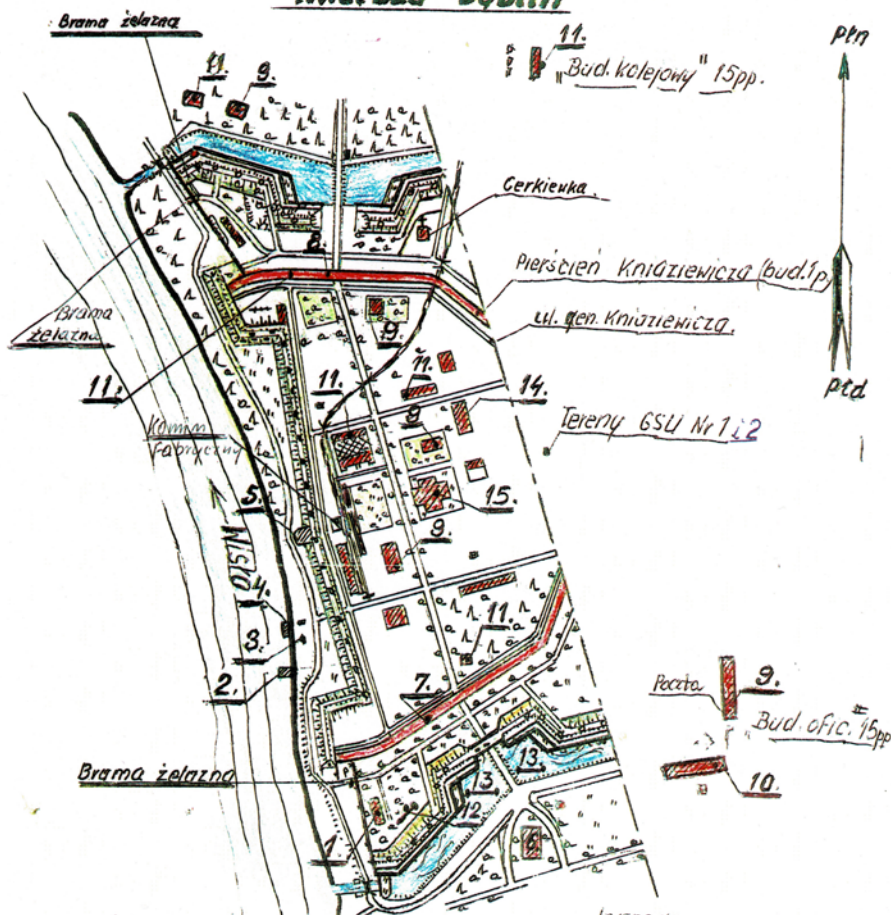 Brama żelazna
11.
9.
11.
"Bud. kolejowy" 15pp.
płn
Cerkiewka.
Pierścień Kniaziewicza (bud. 1p)
ul. gen. Kniaziewicza.
płd
8.
Brama
żelazna
11.
9.
11.
11.
9
14.
Tereny GSU Nr 1 i 2
Komin
Fabryczny
5.
15.
9.
WISŁA
4.
3.
2.
11.
7.
Poczta
9.
Bud. ofic. 15pp
10.
Brama żelazna
13.
13.
12
1.
6.